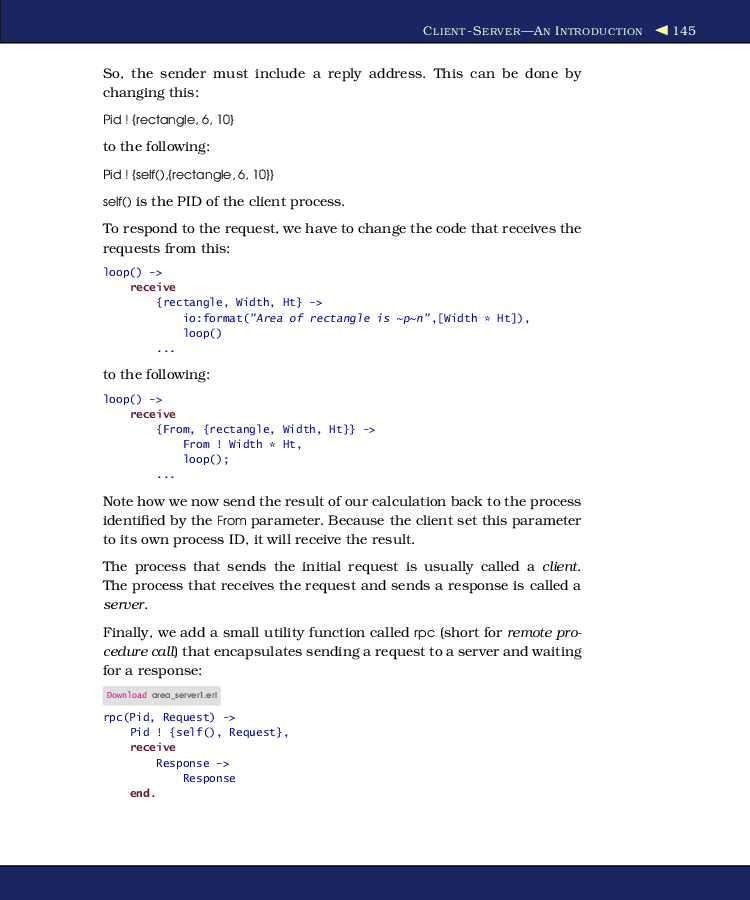 CLIENT-SERVER—AN INTRODUCTION ◀ 145
So, the sender must include a reply address. This can be done by
changing this:
Pid ! {rectangle, 6, 10}
to the following:
Pid ! {self(),{rectangle, 6, 10}}
self() is the PID of the client process.
To respond to the request, we have to change the code that receives the
requests from this:
loop() ->
    receive
        {rectangle, Width, Ht} ->
            io:format("Area of rectangle is ~p~n",[Width * Ht]),
            loop()
        ...
to the following:
loop() ->
    receive
        {From, {rectangle, Width, Ht}} ->
            From ! Width * Ht,
            loop();
        ...
Note how we now send the result of our calculation back to the process
identified by the From parameter. Because the client set this parameter
to its own process ID, it will receive the result.
The process that sends the initial request is usually called a client.
The process that receives the request and sends a response is called a
server.
Finally, we add a small utility function called rpc (short for remote pro-
cedure call) that encapsulates sending a request to a server and waiting
for a response:
Download area_server1.erl
rpc(Pid, Request) ->
    Pid ! {self(), Request},
    receive
        Response ->
            Response
    end.